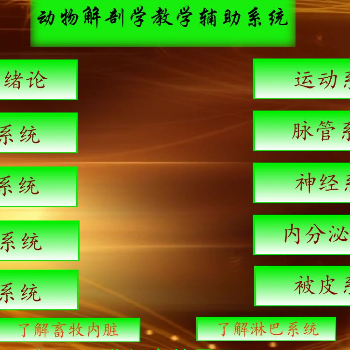 动物解剖学教学辅助系统
绪论
运动系
系统
脉管系
系统
神经系
系统
内分泌
系统
被皮系
了解畜牧内脏
了解淋巴系统